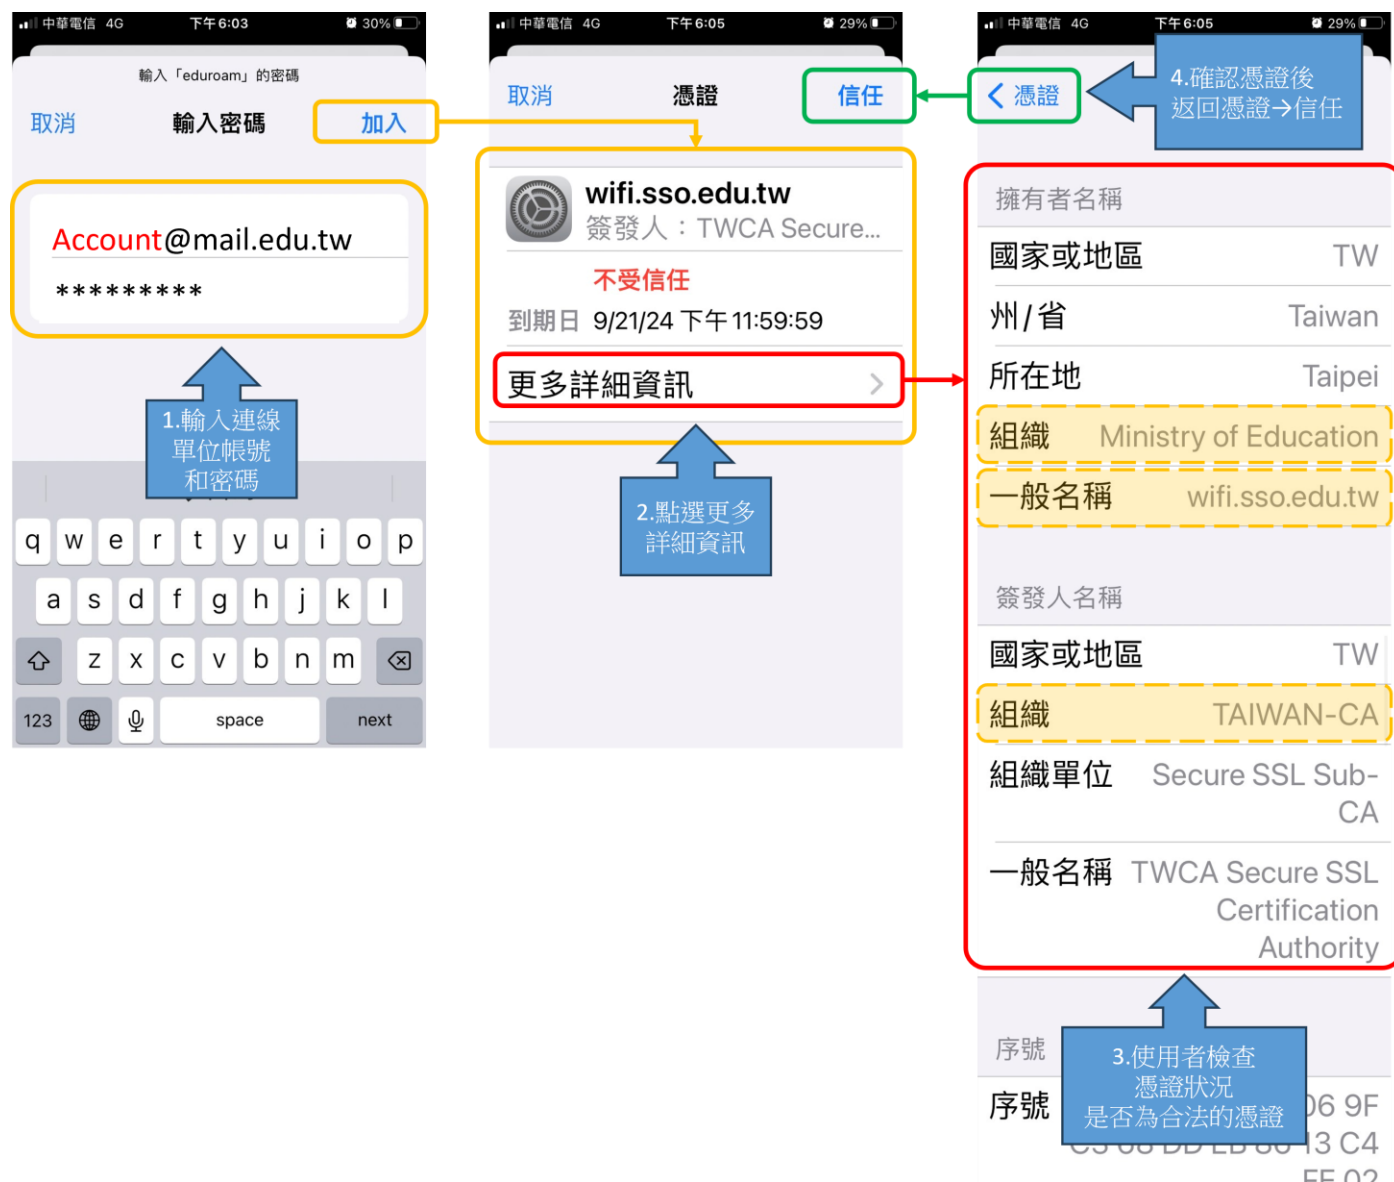 中華電信 4G 下午6:03 30%
輸入「eduroam」的密碼
取消 輸入密碼 加入
Account@mail.edu.tw
*********
1.輸入連線
單位帳號
和密碼
q w e r t y u i o p
a s d f g h j k l
z x c v b n m
123 space next
中華電信 4G 下午6:05 29%
取消 憑證 信任
wifi.sso.edu.tw
簽發人：TWCA Secure...
不受信任
到期日 9/21/24 下午11:59:59
更多詳細資訊
2.點選更多
詳細資訊
中華電信 4G 下午6:05 29%
憑證
4.確認憑證後
返回憑證→信任
擁有者名稱
國家或地區 TW
州/省 Taiwan
所在地 Taipei
組織 Ministry of Education
一般名稱 wifi.sso.edu.tw
簽發人名稱
國家或地區 TW
組織 TAIWAN-CA
組織單位 Secure SSL Sub-
CA
一般名稱 TWCA Secure SSL
Certification
Authority
序號
序號 9F
13 C4
3.使用者檢查
憑證狀況
是否為合法的憑證